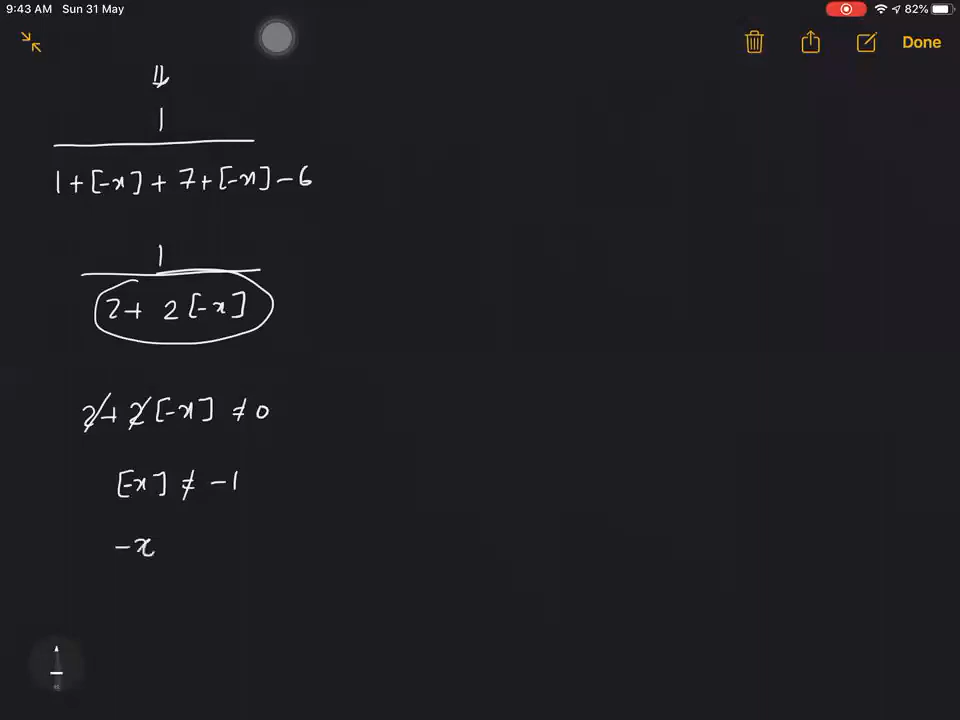 9:43 AM Sun 31 May
82%
Done
⇓
1
1+[-x]+7+[-x]-6
1
2+ 2[-x]
2+2[-x] ≠ 0
[-x] ≠ -1
-x